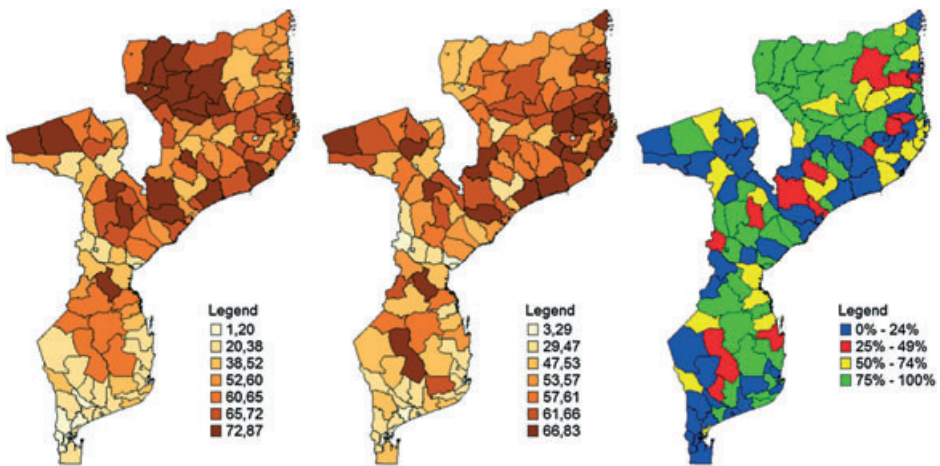 Legend
1,20
20,38
38,52
52,60
60,65
65,72
72,87
Legend
3,29
29,47
47,53
53,57
57,61
61,66
66,83
Legend
0% - 24%
25% - 49%
50% - 74%
75% - 100%